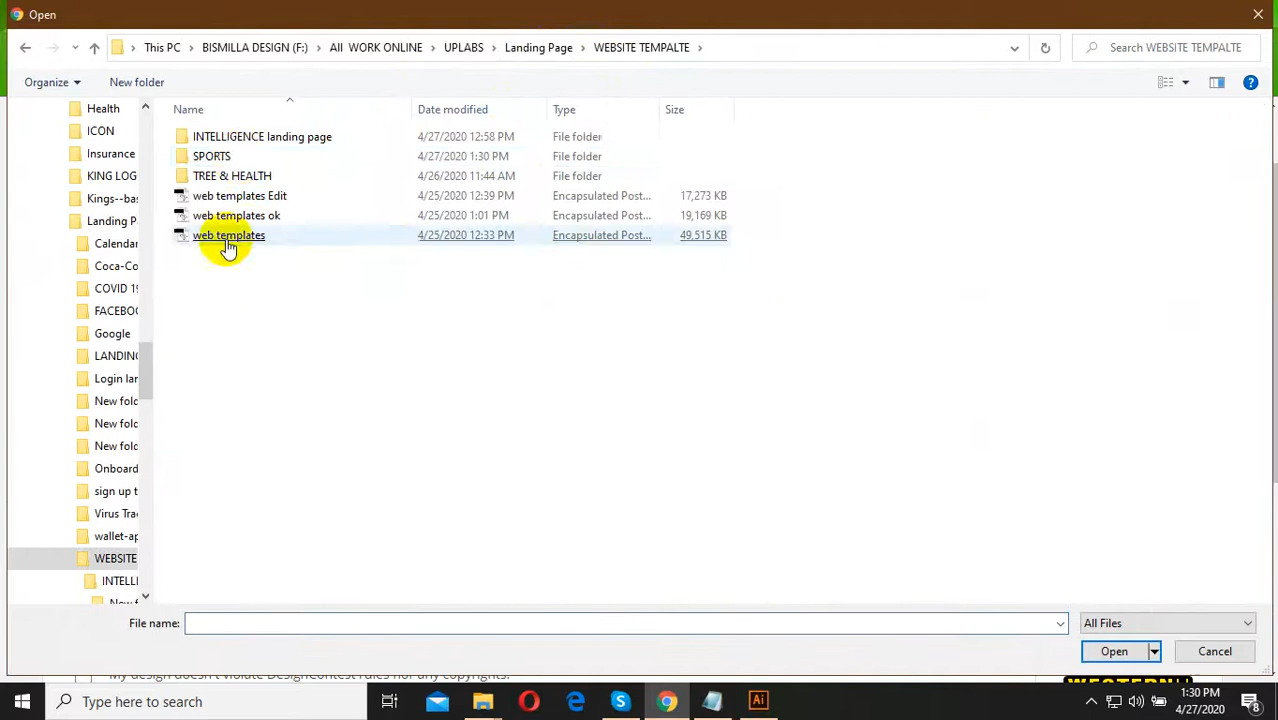 Open
This PC > BISMILLA DESIGN (F:) > All WORK ONLINE > UPLABS > Landing Page > WEBSITE TEMPALTE >
Search WEBSITE TEMPALTE
Organize
New folder
Name
Date modified
Type
Size
INTELLIGENCE landing page 4/27/2020 12:58 PM File folder
SPORTS 4/27/2020 1:30 PM File folder
TREE & HEALTH 4/26/2020 11:44 AM File folder
web templates Edit 4/25/2020 12:39 PM Encapsulated Post... 17,273 KB
web templates ok 4/25/2020 1:01 PM Encapsulated Post... 19,169 KB
web templates 4/25/2020 12:33 PM Encapsulated Post... 49,515 KB
Health
ICON
Insurance
KING LOG
Kings--bas
Landing P
Calendar
Coca-Co
COVID 19
FACEBOO
Google
LANDING
Login lan
New fold
New fold
New fold
Onboard
sign up t
Virus Tra
wallet-ap
WEBSITE
INTELLI
New f
File name:
All Files
Open
Cancel
My design doesn't violate DesignContest rules nor any copyrights.
WESTERN
Type here to search
Ai
1:30 PM
4/27/2020
8